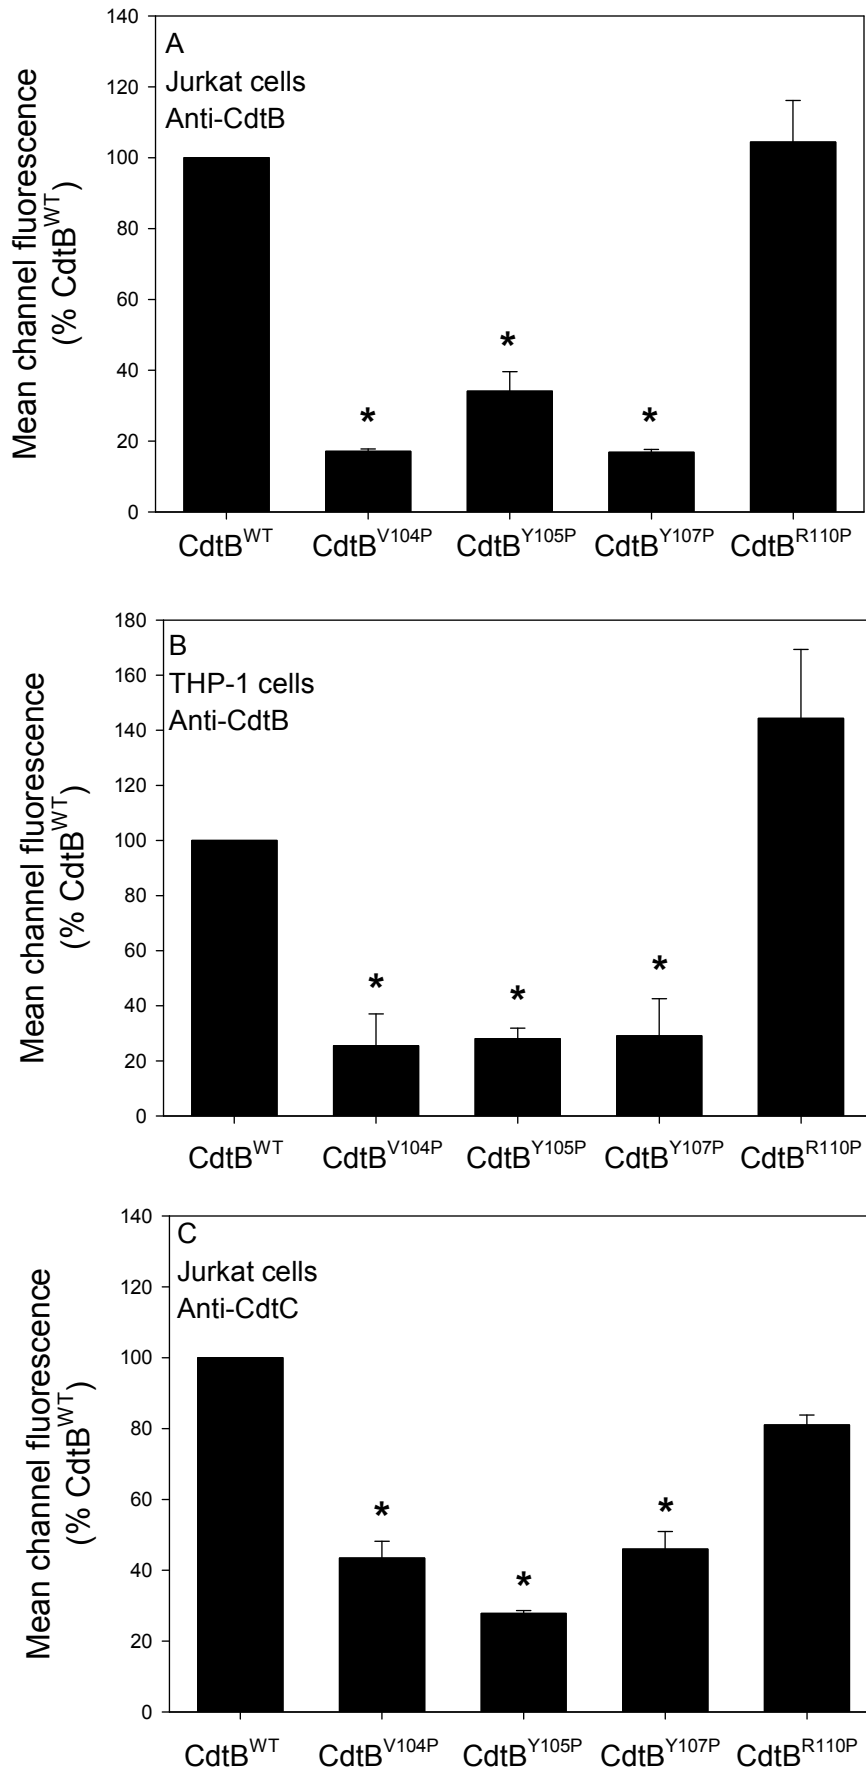 A
Jurkat cells
Anti-CdtB
Mean channel fluorescence
(% CdtB^WT)
140
120
100
80
60
40
20
0
*
*
*
CdtB^WT CdtB^V104P CdtB^Y105P CdtB^Y107P CdtB^R110P
B
THP-1 cells
Anti-CdtB
Mean channel fluorescence
(% CdtB^WT)
180
160
140
120
100
80
60
40
20
0
*
*
*
CdtB^WT CdtB^V104P CdtB^Y105P CdtB^Y107P CdtB^R110P
C
Jurkat cells
Anti-CdtC
Mean channel fluorescence
(% CdtB^WT)
140
120
100
80
60
40
20
0
*
*
*
CdtB^WT CdtB^V104P CdtB^Y105P CdtB^Y107P CdtB^R110P